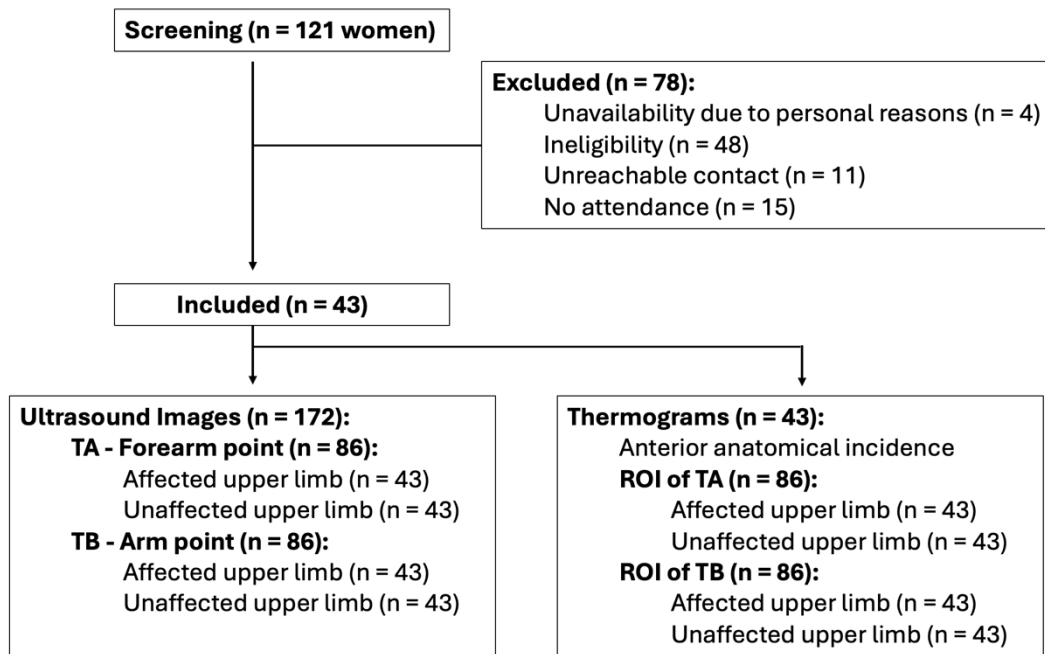 Screening (n = 121 women)
Excluded (n = 78):
Unavailability due to personal reasons (n = 4)
Ineligibility (n = 48)
Unreachable contact (n = 11)
No attendance (n = 15)
Included (n = 43)
Ultrasound Images (n = 172):
TA - Forearm point (n = 86):
Affected upper limb (n = 43)
Unaffected upper limb (n = 43)
TB - Arm point (n = 86):
Affected upper limb (n = 43)
Unaffected upper limb (n = 43)
Thermograms (n = 43):
Anterior anatomical incidence
ROI of TA (n = 86):
Affected upper limb (n = 43)
Unaffected upper limb (n = 43)
ROI of TB (n = 86):
Affected upper limb (n = 43)
Unaffected upper limb (n = 43)